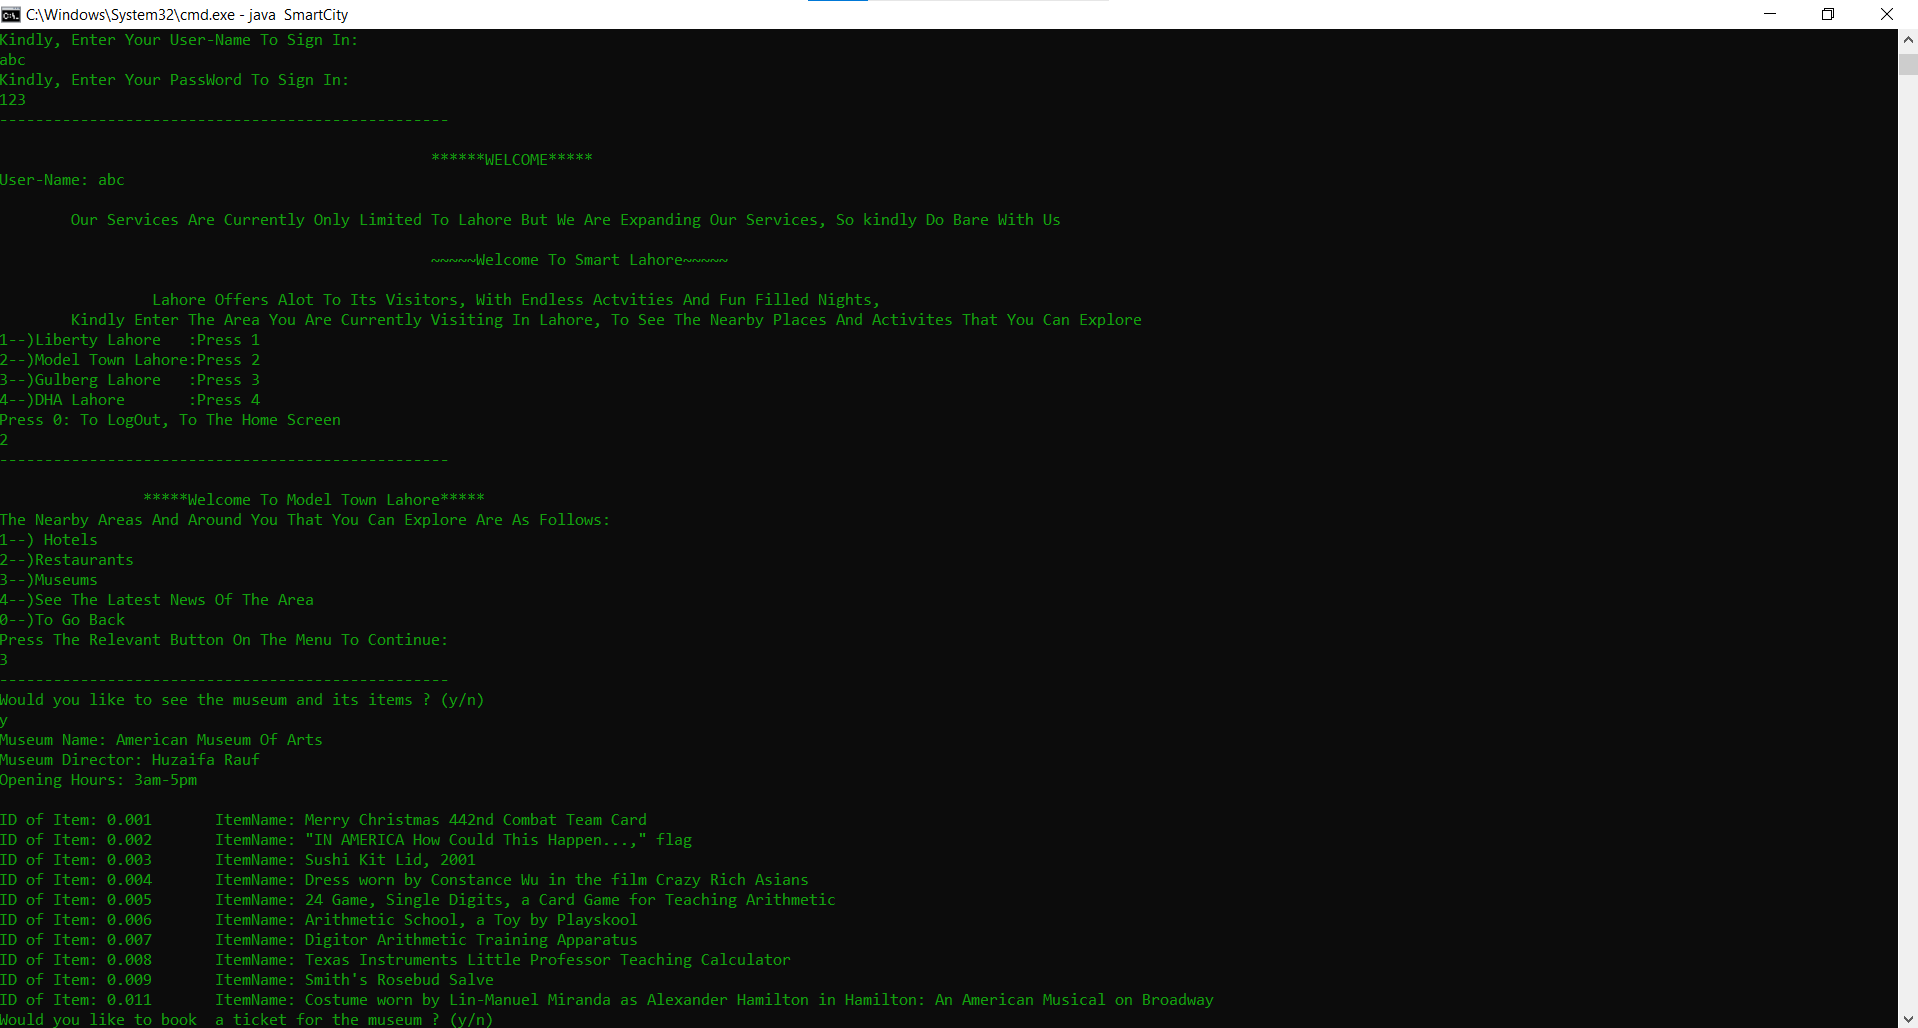 C:\Windows\System32\cmd.exe - java  SmartCity
Kindly, Enter Your User-Name To Sign In:
abc
Kindly, Enter Your PassWord To Sign In:
123
--------------------------------------------------
******WELCOME*****
User-Name: abc
Our Services Are Currently Only Limited To Lahore But We Are Expanding Our Services, So kindly Do Bare With Us
~~~~~Welcome To Smart Lahore~~~~~
Lahore Offers Alot To Its Visitors, With Endless Actvities And Fun Filled Nights,
Kindly Enter The Area You Are Currently Visiting In Lahore, To See The Nearby Places And Activites That You Can Explore
1--)Liberty Lahore   :Press 1
2--)Model Town Lahore:Press 2
3--)Gulberg Lahore   :Press 3
4--)DHA Lahore       :Press 4
Press 0: To LogOut, To The Home Screen
2
--------------------------------------------------
*****Welcome To Model Town Lahore*****
The Nearby Areas And Around You That You Can Explore Are As Follows:
1--) Hotels
2--)Restaurants
3--)Museums
4--)See The Latest News Of The Area
0--)To Go Back
Press The Relevant Button On The Menu To Continue:
3
--------------------------------------------------
Would you like to see the museum and its items ? (y/n)
y
Museum Name: American Museum Of Arts
Museum Director: Huzaifa Rauf
Opening Hours: 3am-5pm
ID of Item: 0.001       ItemName: Merry Christmas 442nd Combat Team Card
ID of Item: 0.002       ItemName: "IN AMERICA How Could This Happen...," flag
ID of Item: 0.003       ItemName: Sushi Kit Lid, 2001
ID of Item: 0.004       ItemName: Dress worn by Constance Wu in the film Crazy Rich Asians
ID of Item: 0.005       ItemName: 24 Game, Single Digits, a Card Game for Teaching Arithmetic
ID of Item: 0.006       ItemName: Arithmetic School, a Toy by Playskool
ID of Item: 0.007       ItemName: Digitor Arithmetic Training Apparatus
ID of Item: 0.008       ItemName: Texas Instruments Little Professor Teaching Calculator
ID of Item: 0.009       ItemName: Smith's Rosebud Salve
ID of Item: 0.011       ItemName: Costume worn by Lin-Manuel Miranda as Alexander Hamilton in Hamilton: An American Musical on Broadway
Would you like to book  a ticket for the museum ? (y/n)